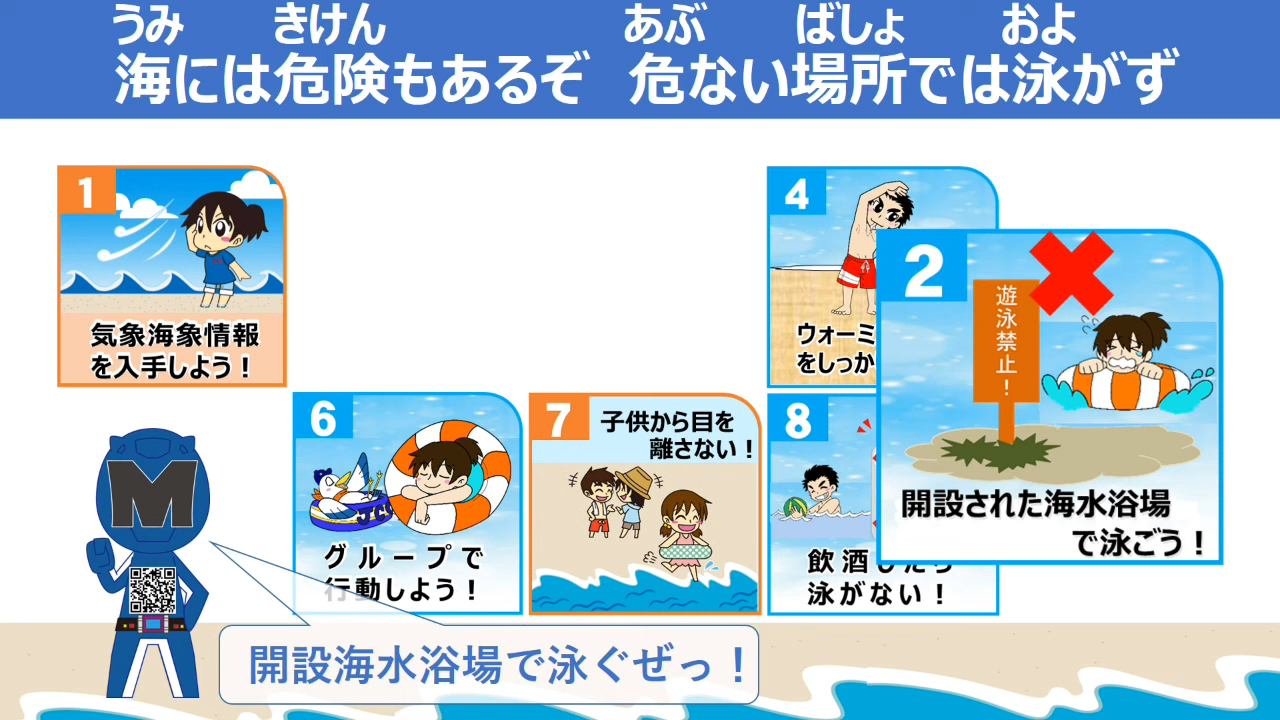 うみ きけん あぶ ばしょ およ
海には危険もあるぞ 危ない場所では泳がず
1
気象海象情報
を入手しよう！
4
ウォーミ
をしっか
2
遊泳禁止！
開設された海水浴場
で泳ごう！
6
グループで
行動しよう！
7
子供から目を
離さない！
8
飲酒したら
泳がない！
M
開設海水浴場で泳ぐぜっ！